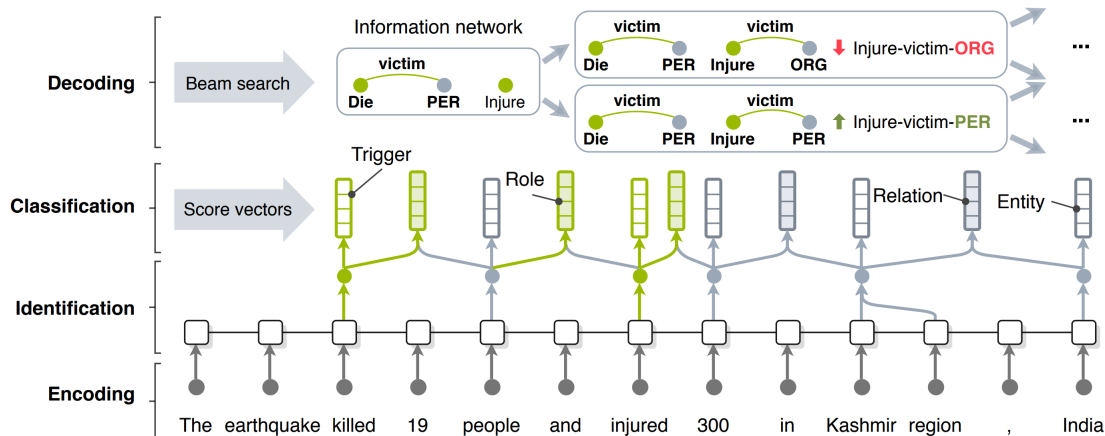 Information network
Decoding
Beam search
victim
Die
PER
Injure
victim
Die
PER
victim
Injure
ORG
Injure-victim-ORG
...
victim
Die
PER
victim
Injure
PER
Injure-victim-PER
...
Classification
Score vectors
Trigger
Role
Relation
Entity
Identification
Encoding
The earthquake killed 19 people and injured 300 in Kashmir region , India